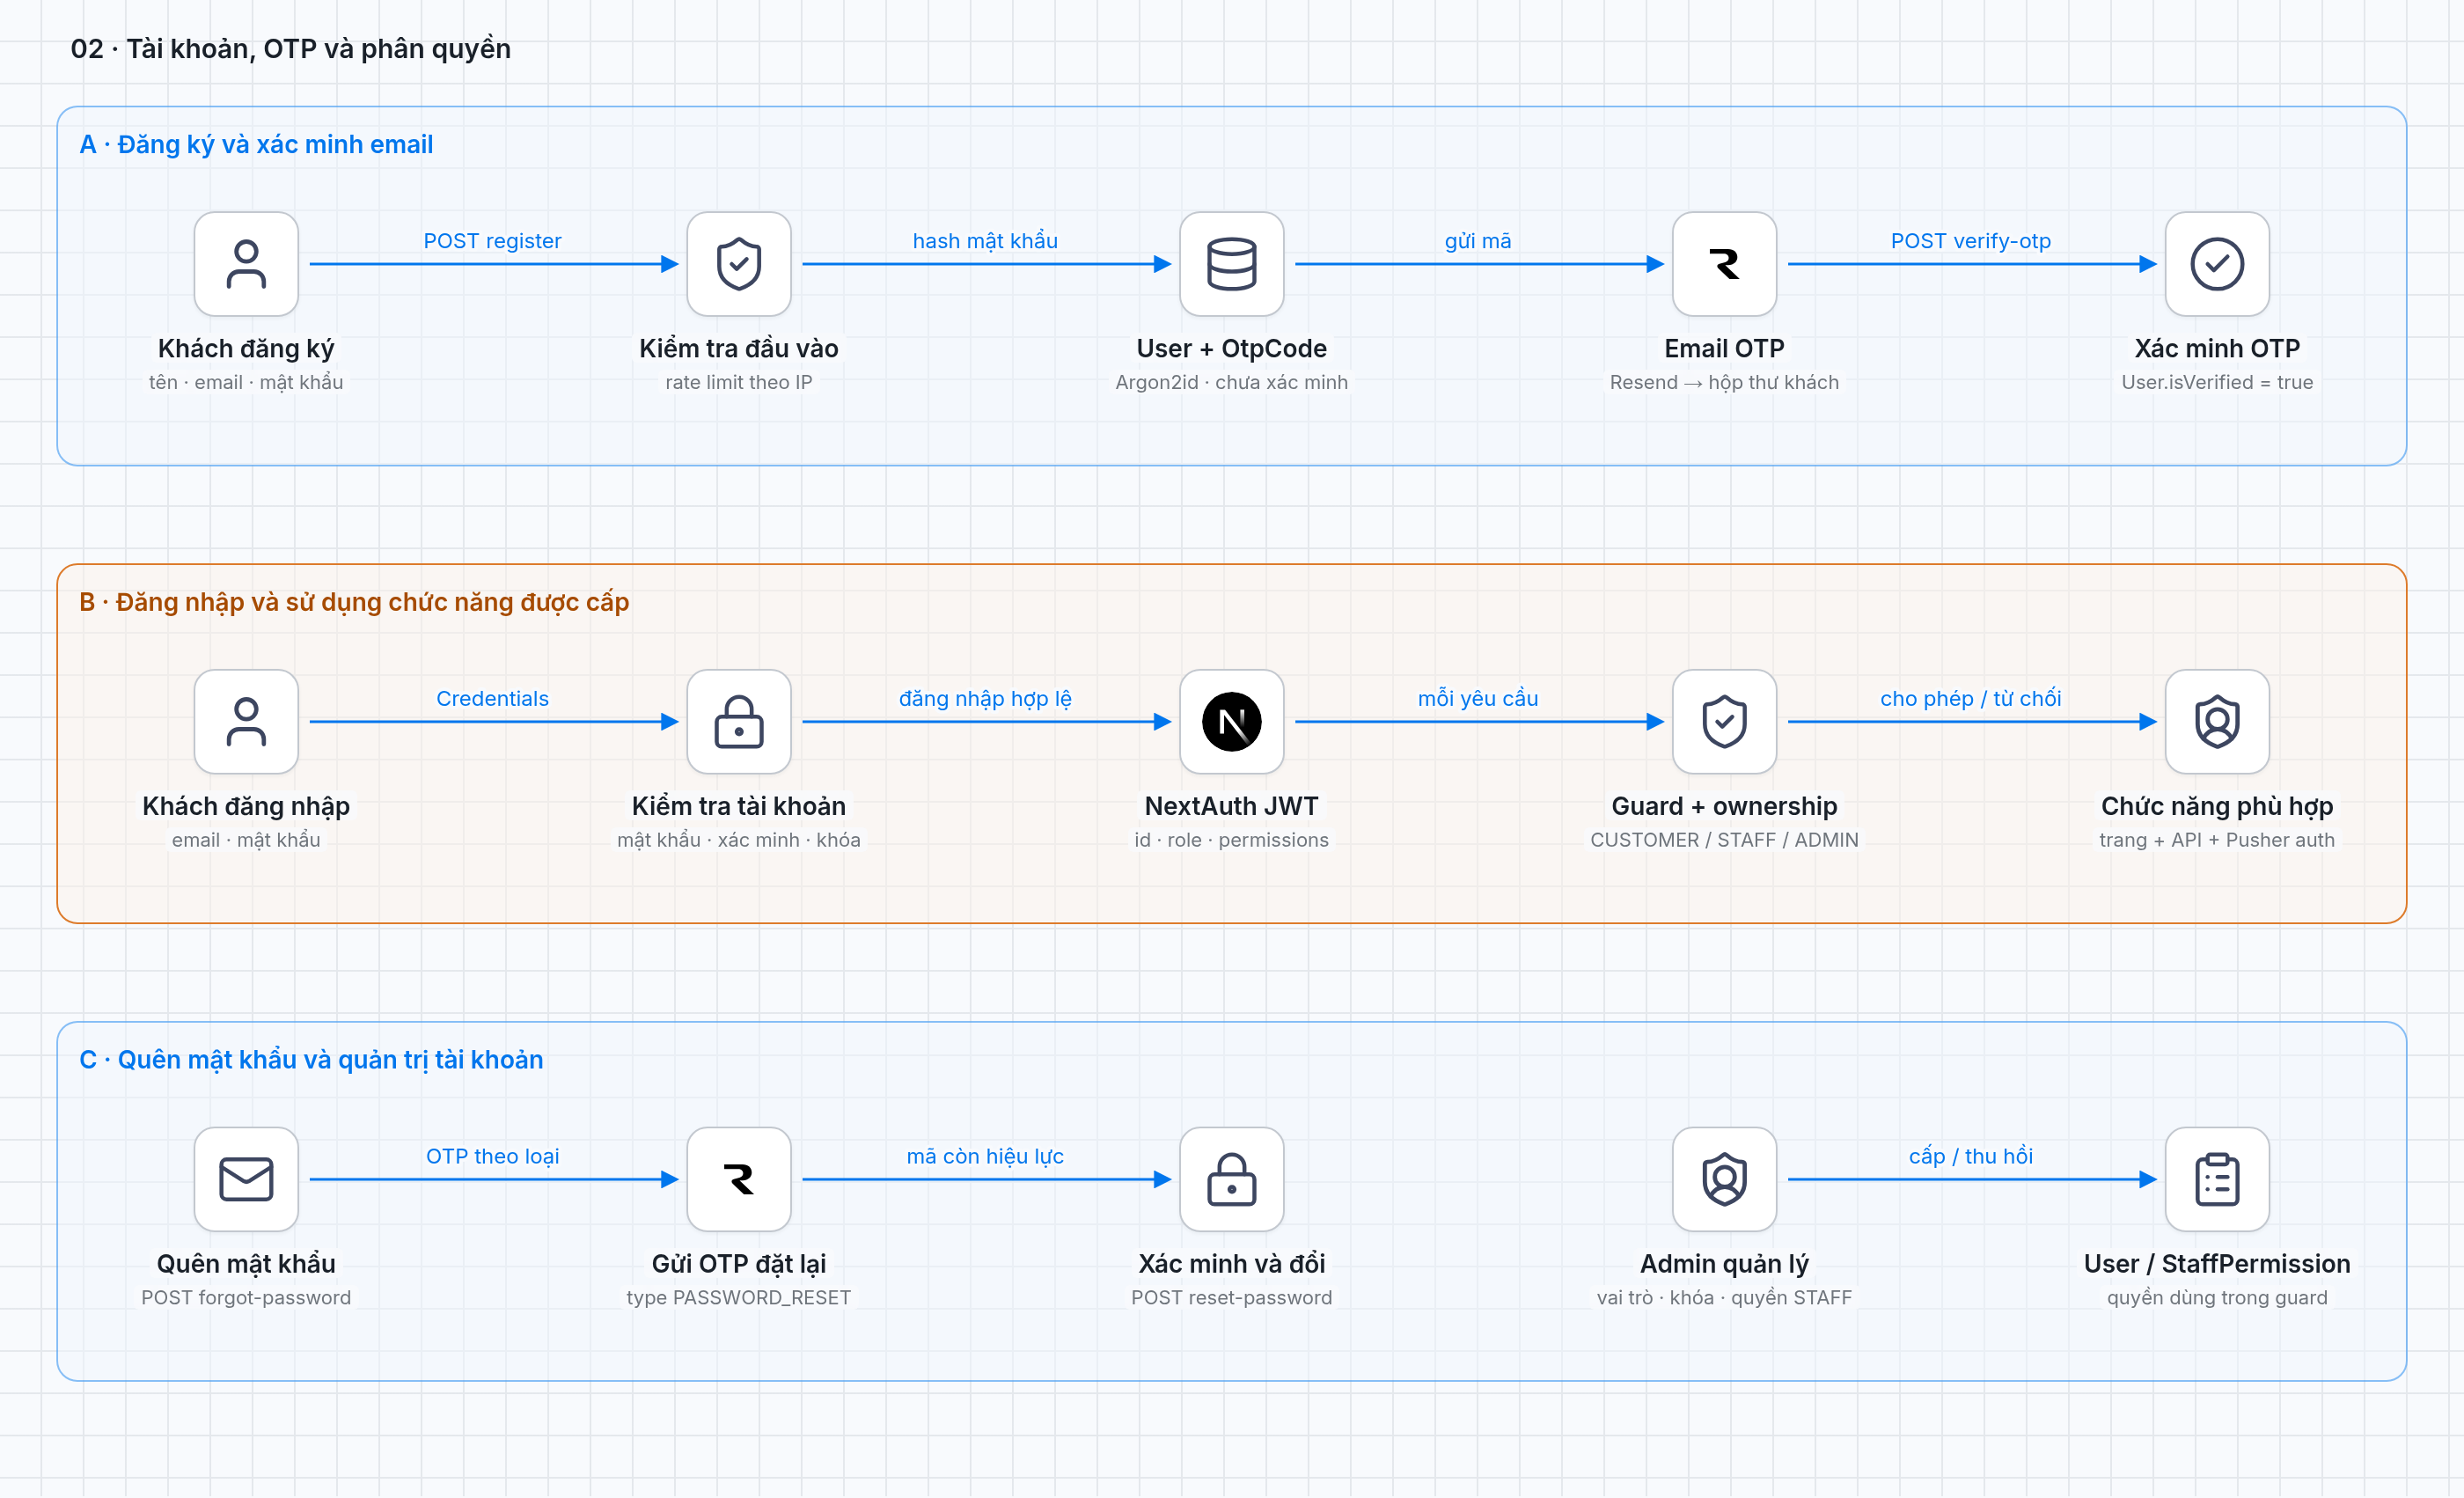 02 · Tài khoản, OTP và phân quyền
A · Đăng ký và xác minh email
POST register
hash mật khẩu
gửi mã
POST verify-otp
Khách đăng ký
Kiểm tra đầu vào
User + OtpCode
Email OTP
Xác minh OTP
tên · email · mật khẩu
rate limit theo IP
Argon2id · chưa xác minh
Resend → hộp thư khách
User.isVerified = true
B · Đăng nhập và sử dụng chức năng được cấp
Credentials
đăng nhập hợp lệ
mỗi yêu cầu
cho phép / từ chối
Khách đăng nhập
Kiểm tra tài khoản
NextAuth JWT
Guard + ownership
Chức năng phù hợp
email · mật khẩu
mật khẩu · xác minh · khóa
id · role · permissions
CUSTOMER / STAFF / ADMIN
trang + API + Pusher auth
C · Quên mật khẩu và quản trị tài khoản
OTP theo loại
mã còn hiệu lực
cấp / thu hồi
Quên mật khẩu
Gửi OTP đặt lại
Xác minh và đổi
Admin quản lý
User / StaffPermission
POST forgot-password
type PASSWORD_RESET
POST reset-password
vai trò · khóa · quyền STAFF
quyền dùng trong guard